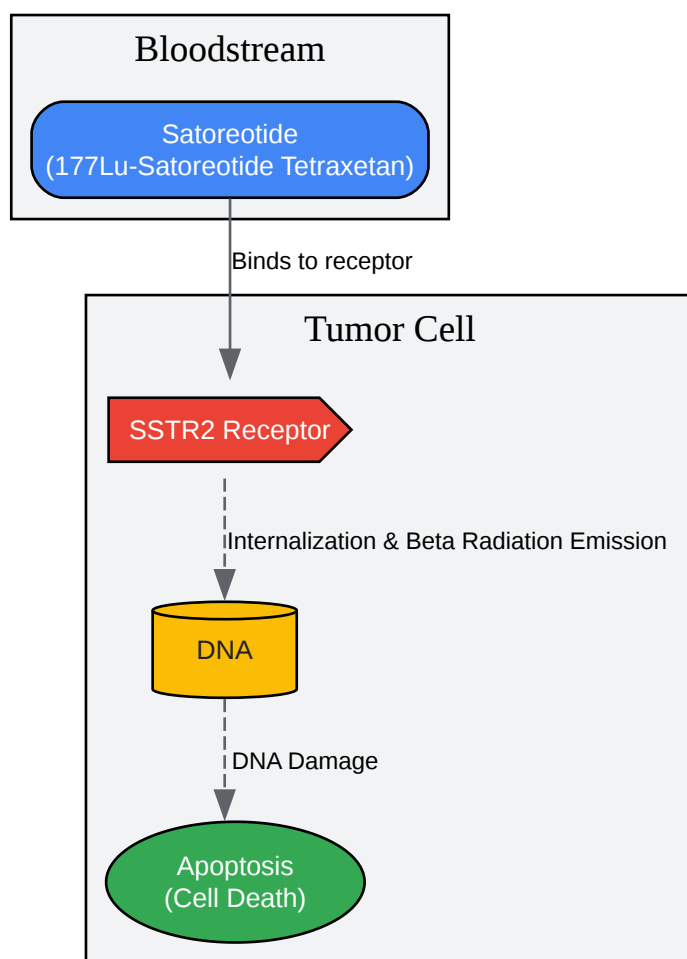 Bloodstream
Satoreotide
(177Lu-Satoreotide Tetraxetan)
Binds to receptor
Tumor Cell
SSTR2 Receptor
Internalization & Beta Radiation Emission
DNA
DNA Damage
Apoptosis
(Cell Death)